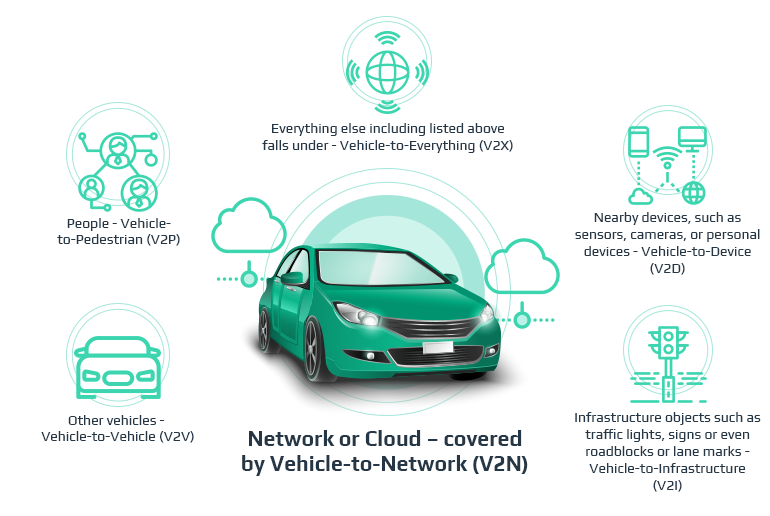 Everything else including listed above
falls under - Vehicle-to-Everything (V2X)
People - Vehicle-
to-Pedestrian (V2P)
Nearby devices, such as
sensors, cameras, or personal
devices - Vehicle-to-Device
(V2D)
Other vehicles -
Vehicle-to-Vehicle (V2V)
Network or Cloud – covered
by Vehicle-to-Network (V2N)
Infrastructure objects such as
traffic lights, signs or even
roadblocks or lane marks -
Vehicle-to-Infrastructure
(V2I)